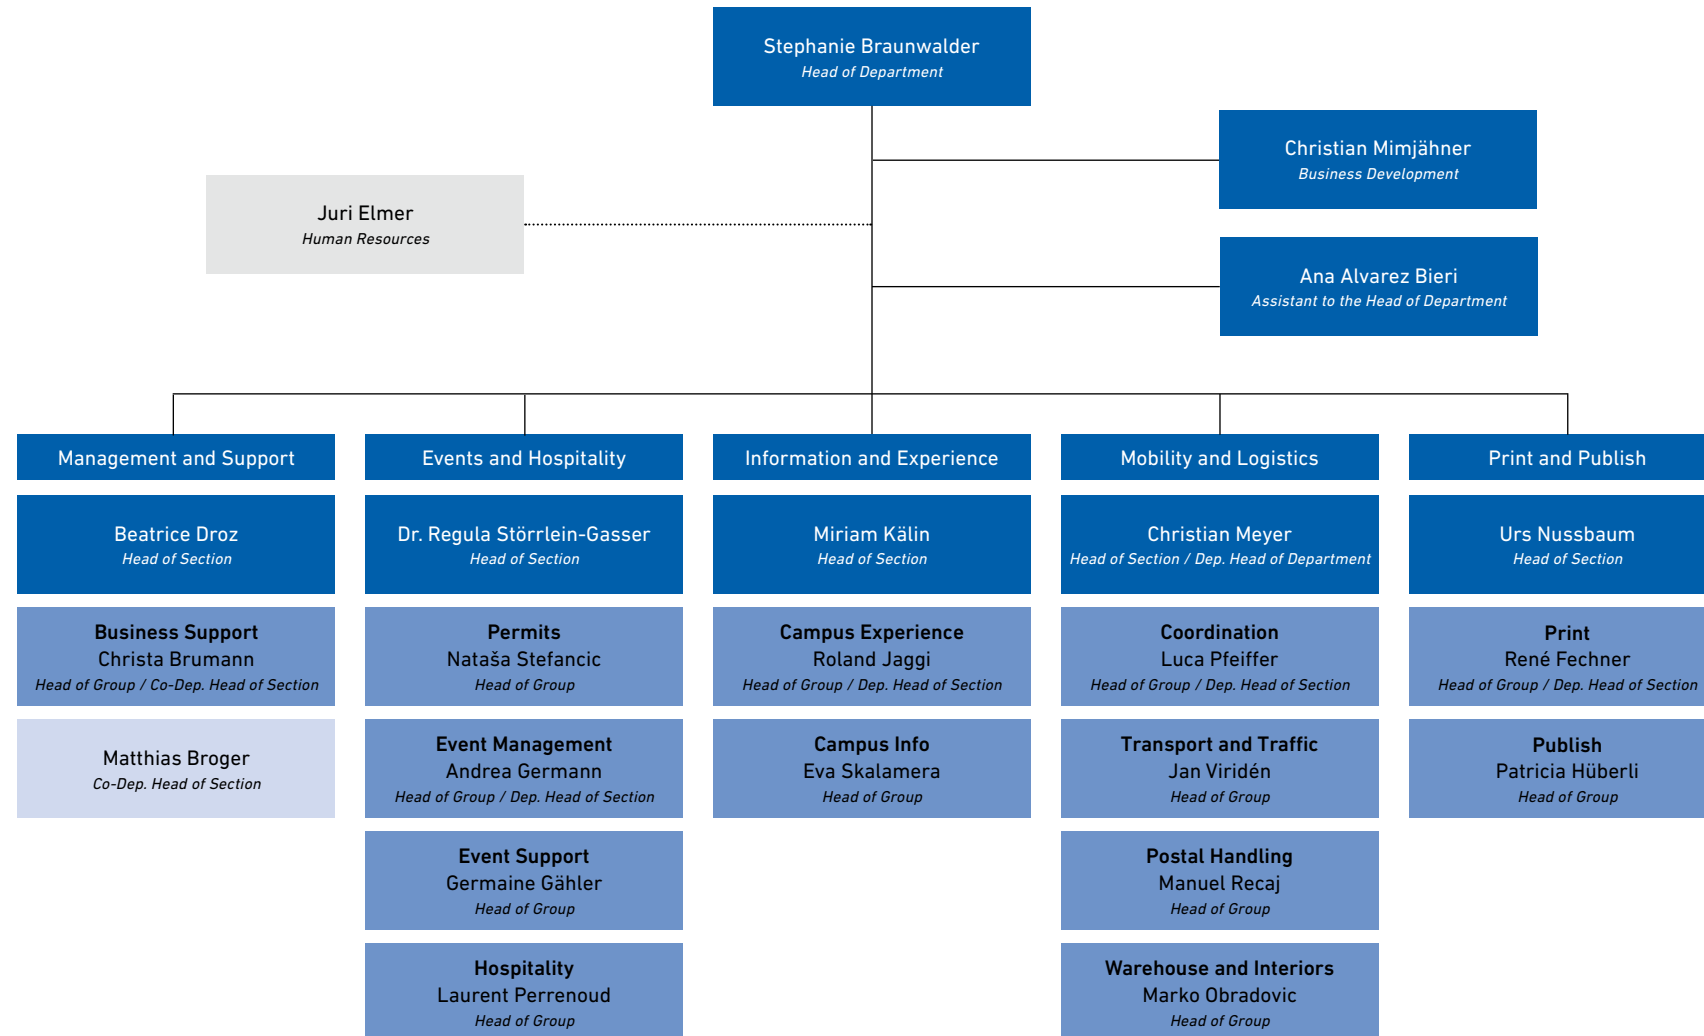 Stephanie Braunwalder
Head of Department
Christian Mimjähner
Business Development
Juri Elmer
Human Resources
Ana Alvarez Bieri
Assistant to the Head of Department
Management and Support
Beatrice Droz
Head of Section
Business Support
Christa Brumann
Head of Group / Co-Dep. Head of Section
Matthias Broger
Co-Dep. Head of Section
Events and Hospitality
Dr. Regula Störrlein-Gasser
Head of Section
Permits
Nataša Stefancic
Head of Group
Event Management
Andrea Germann
Head of Group / Dep. Head of Section
Event Support
Germaine Gähler
Head of Group
Hospitality
Laurent Perrenoud
Head of Group
Information and Experience
Miriam Kälin
Head of Section
Campus Experience
Roland Jaggi
Head of Group / Dep. Head of Section
Campus Info
Eva Skalamera
Head of Group
Mobility and Logistics
Christian Meyer
Head of Section / Dep. Head of Department
Coordination
Luca Pfeiffer
Head of Group / Dep. Head of Section
Transport and Traffic
Jan Viridén
Head of Group
Postal Handling
Manuel Recaj
Head of Group
Warehouse and Interiors
Marko Obradovic
Head of Group
Print and Publish
Urs Nussbaum
Head of Section
Print
René Fechner
Head of Group / Dep. Head of Section
Publish
Patricia Hüberli
Head of Group